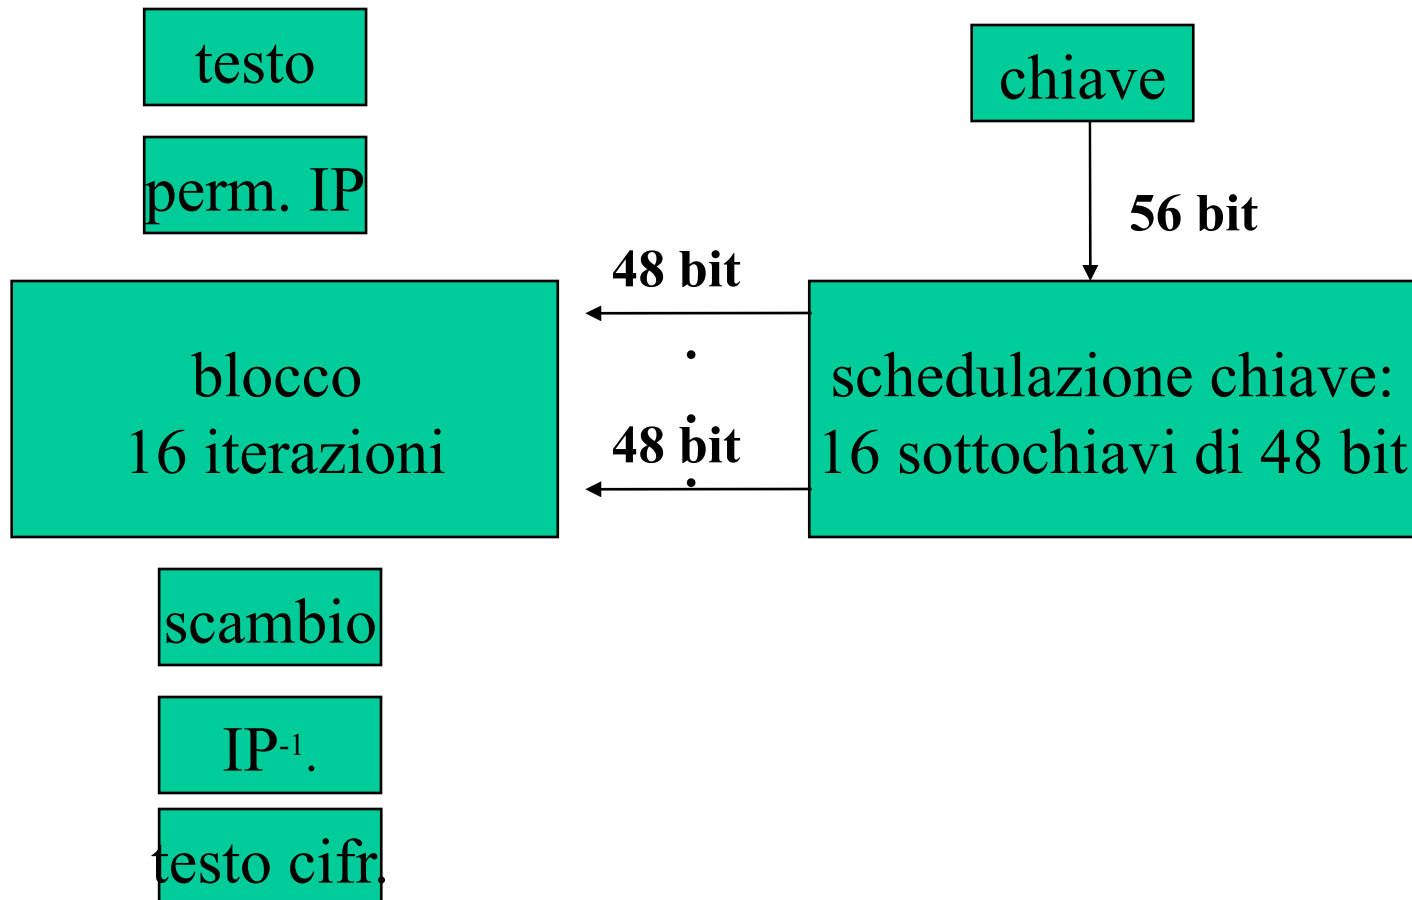 testo
perm. IP
blocco
16 iterazioni
scambio
IP-1.
testo cifr.
48 bit
.
.
48 bit
.
chiave
56 bit
schedulazione chiave:
16 sottochiavi di 48 bit